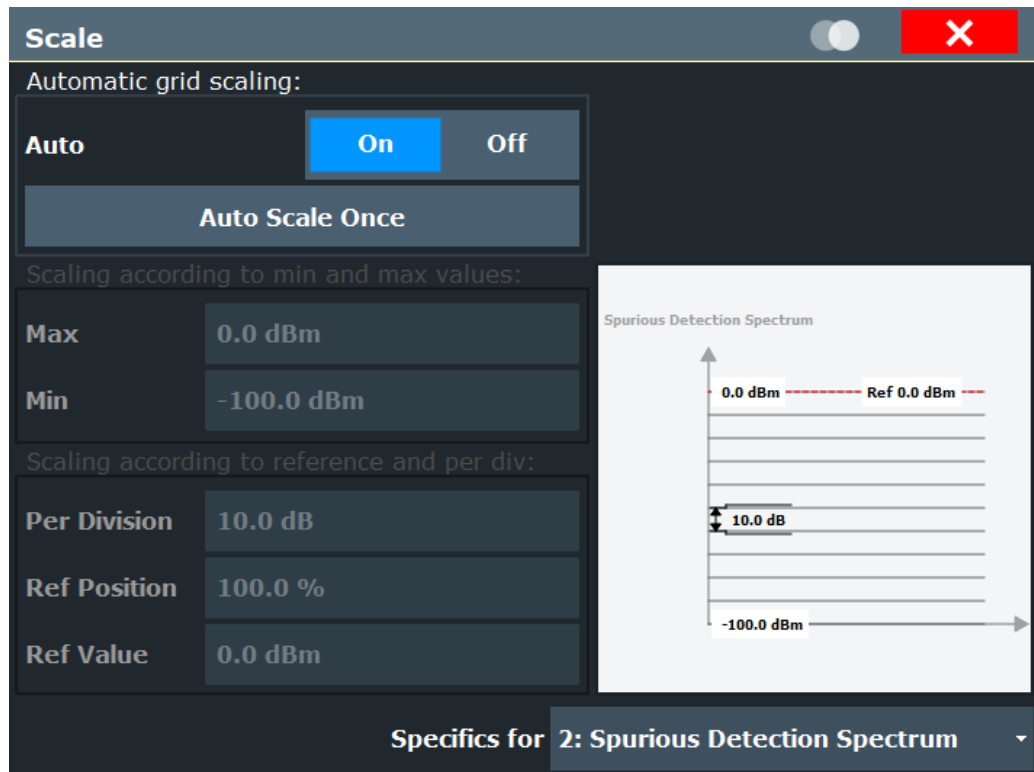 Scale
Automatic grid scaling:
Auto On Off
Auto Scale Once
Scaling according to min and max values:
Max 0.0 dBm
Min -100.0 dBm
Scaling according to reference and per div:
Per Division 10.0 dB
Ref Position 100.0 %
Ref Value 0.0 dBm
Spurious Detection Spectrum
0.0 dBm Ref 0.0 dBm
10.0 dB
-100.0 dBm
Specifics for 2: Spurious Detection Spectrum